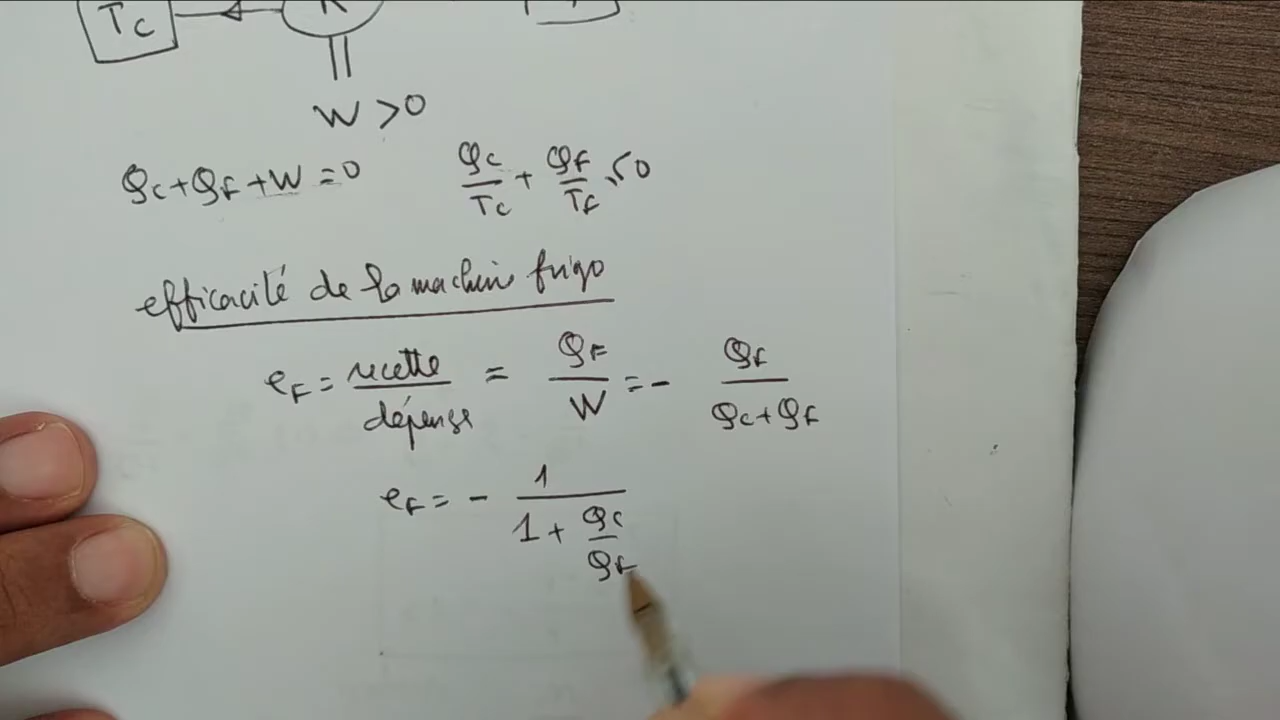 Tc
W >0
Qc+QF+W =0 Qc/Tc + QF/TF ≤0
efficacité de la machine frigo
eF = recette/dépense = QF/W = - QF/Qc+QF
eF = - 1/1 + Qc/QF